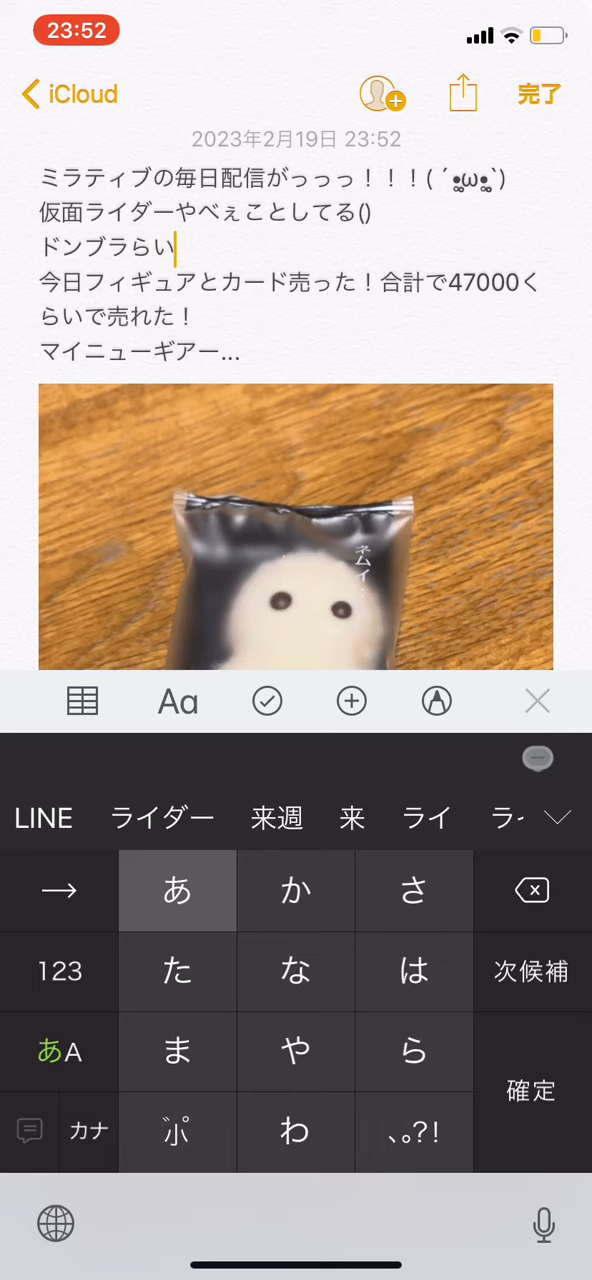 23:52
iCloud
完了
2023年2月19日 23:52
ミラティブの毎日配信がっっっ！！！( ´•̥̥̥ω•̥̥̥`)
仮面ライダーやべぇことしてる()
ドンブラらい
今日フィギュアとカード売った！合計で47000く
らいで売れた！
マイニューギアー…
ネムイ…
Aa
LINE ライダー 来週 来 ライ
→ あ か さ
123 た な は 次候補
あA ま や ら
確定
カナ 小 わ 、。?!